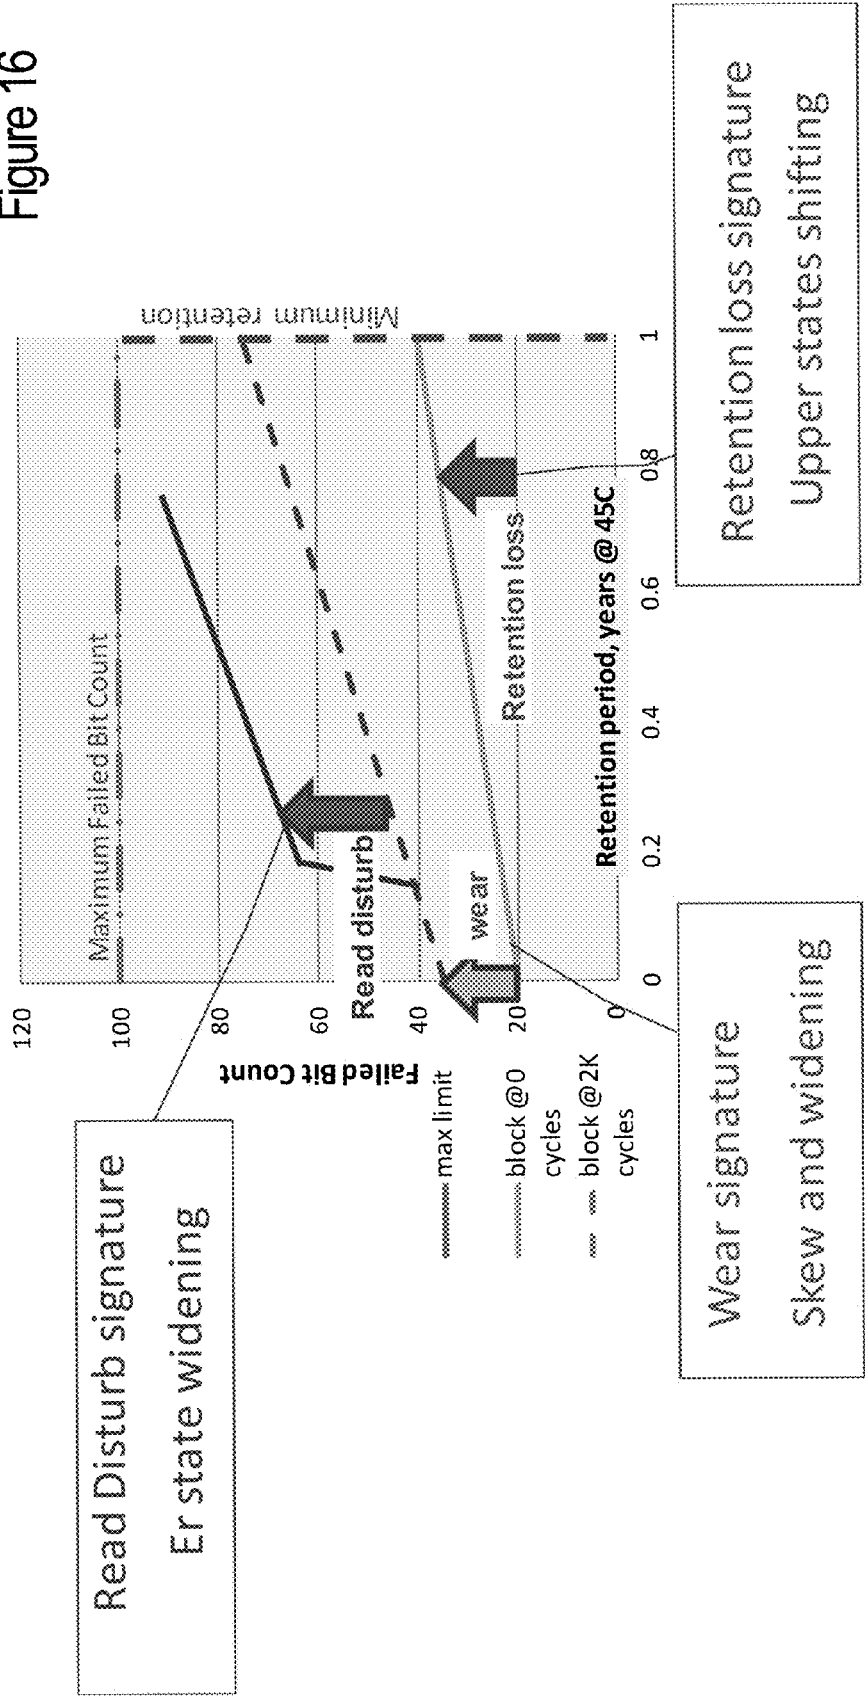 Figure 16
Read Disturb signature
Er state widening
120
100
80
60
40
20
0
Failed Bit Count
Maximum Failed Bit Count
Minimum retention
Read disturb
wear
Retention loss
0
0.2
0.4
0.6
0.8
1
Retention period, years @ 45C
max limit
block @0
cycles
block @2K
cycles
Wear signature
Skew and widening
Retention loss signature
Upper states shifting